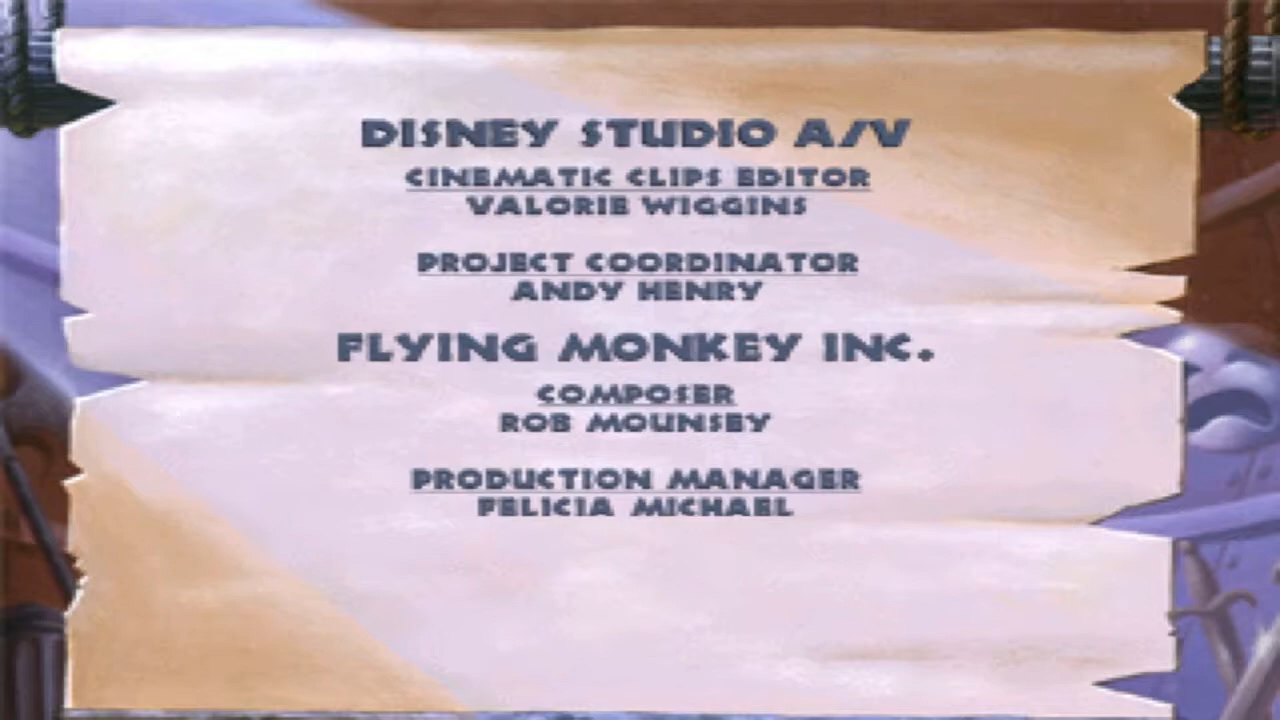 DISNEY STUDIO A/V
CINEMATIC CLIPS EDITOR
VALORIE WIGGINS
PROJECT COORDINATOR
ANDY HENRY
FLYING MONKEY INC.
COMPOSER
ROB MOUNSEY
PRODUCTION MANAGER
FELICIA MICHAEL